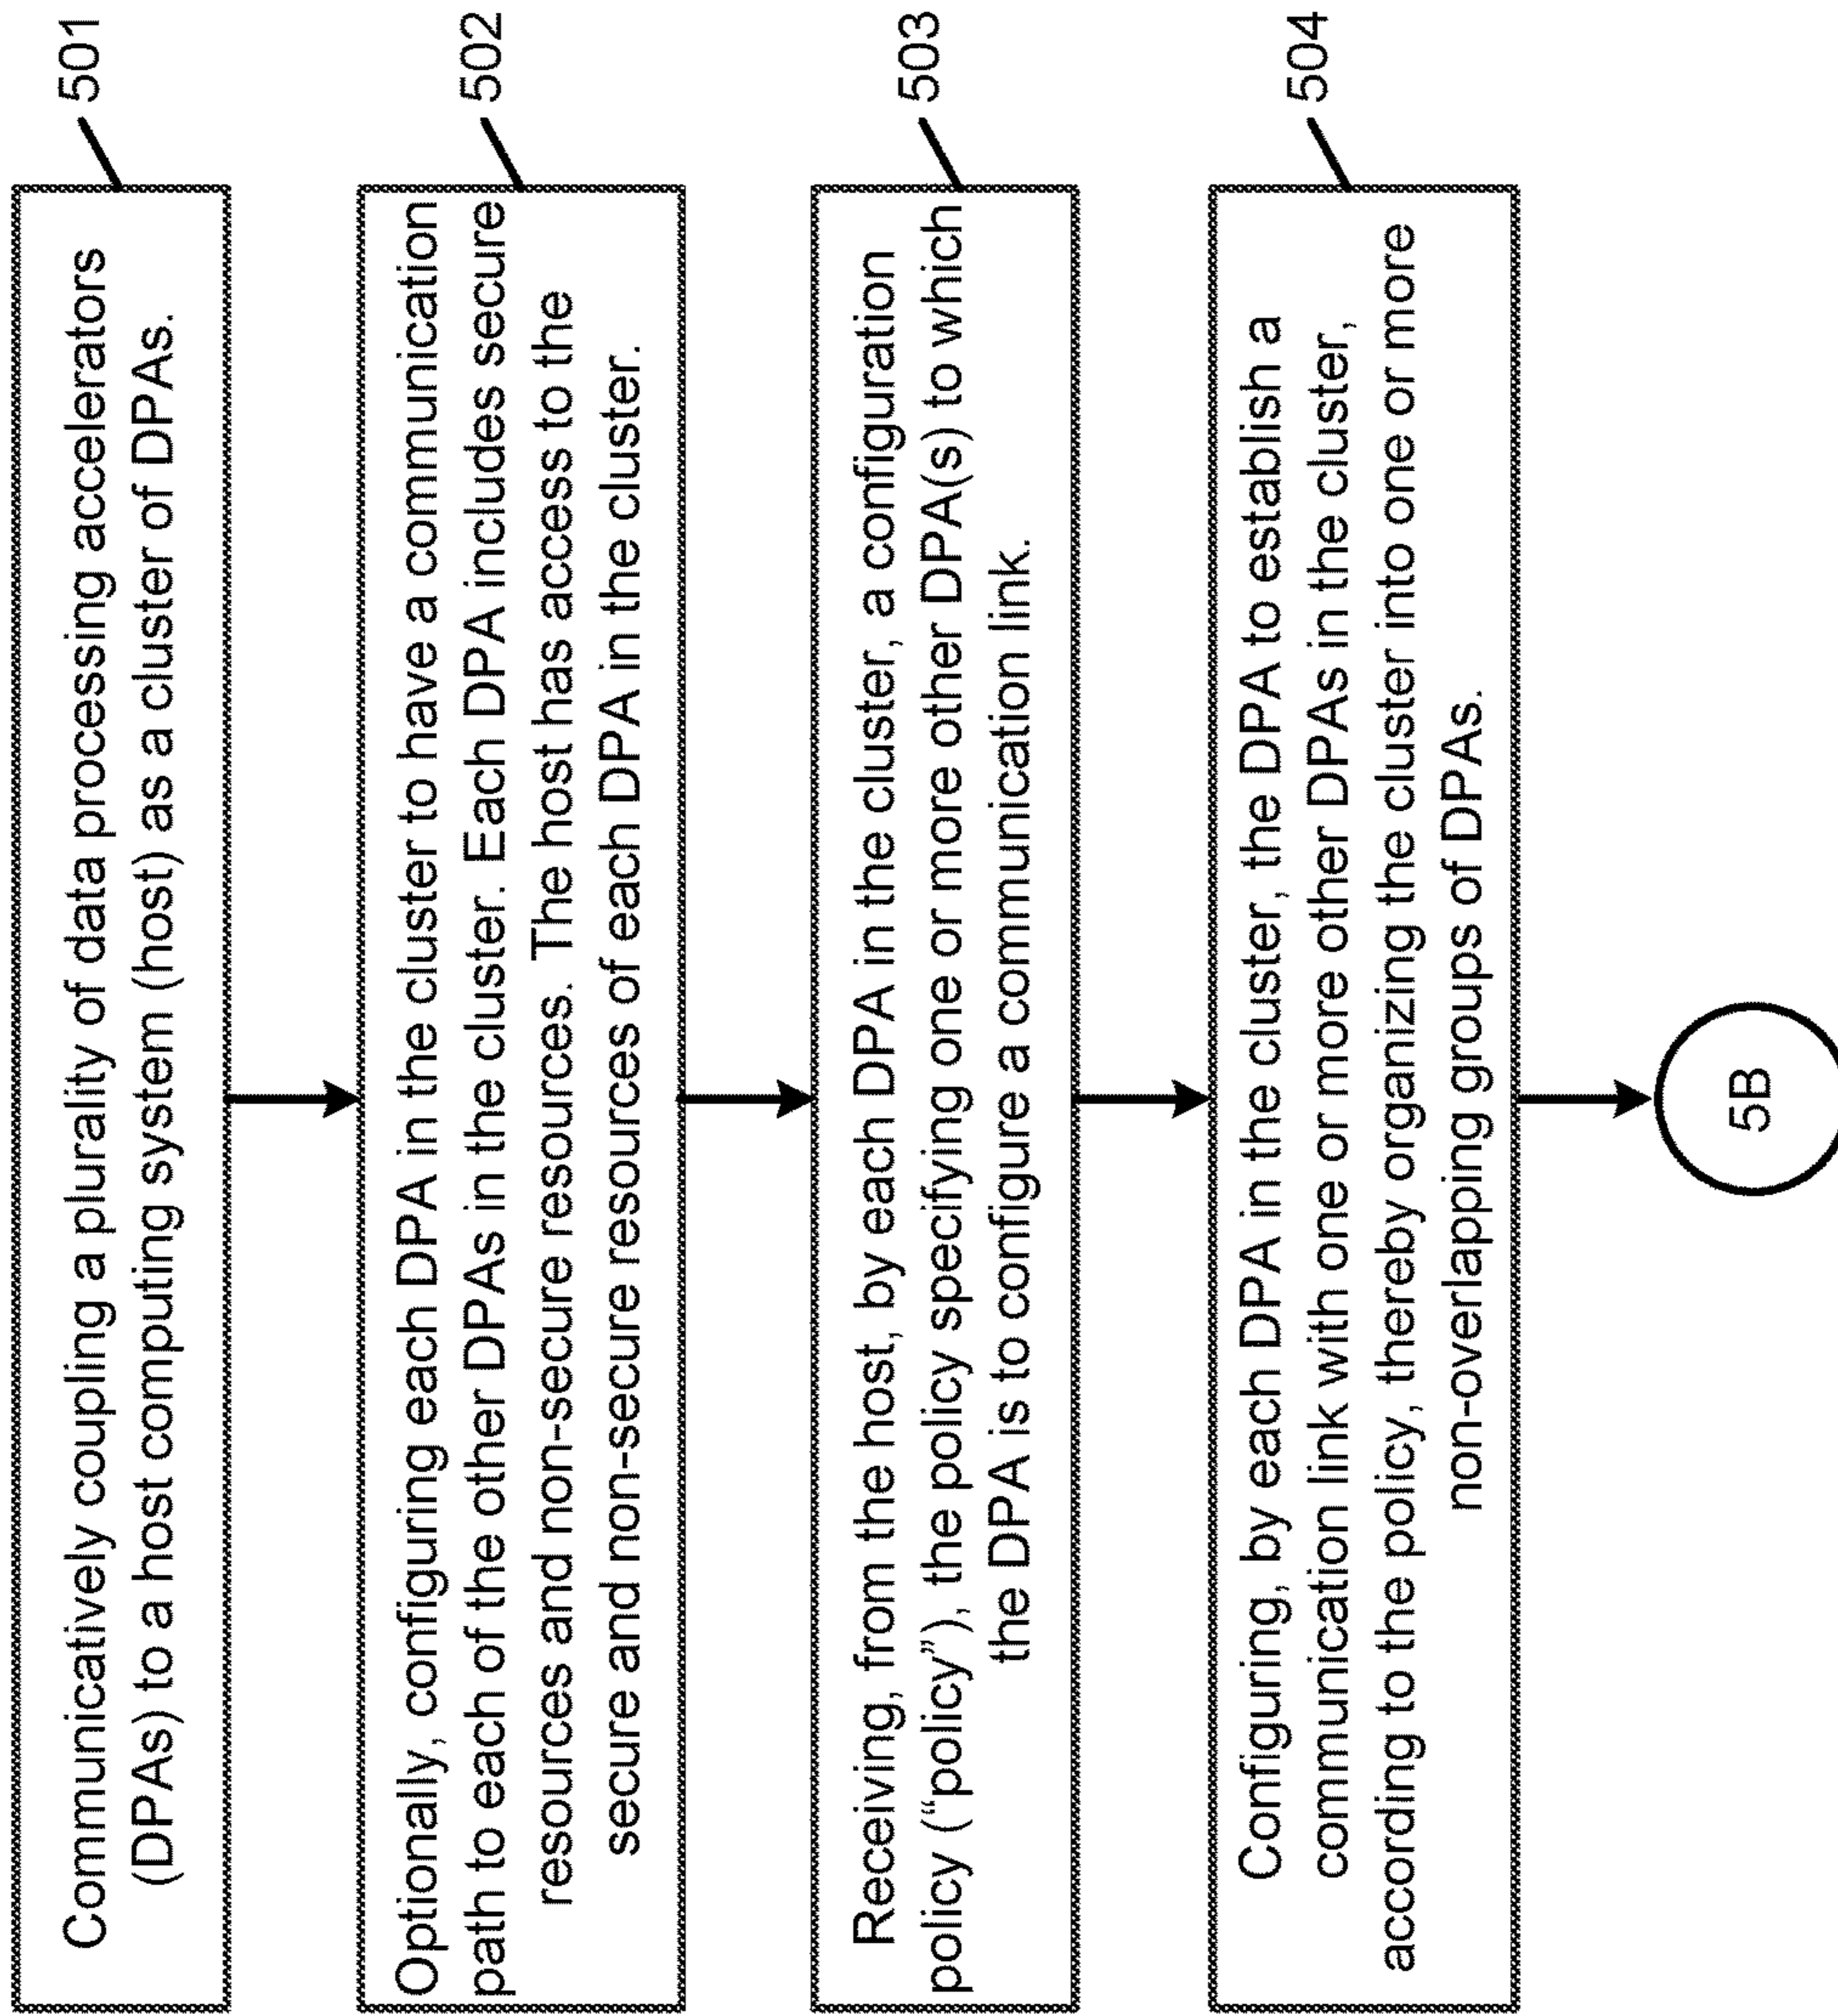 Communicatively coupling a plurality of data processing accelerators
(DPAs) to a host computing system (host) as a cluster of DPAs.
501
Optionally, configuring each DPA in the cluster to have a communication
path to each of the other DPAs in the cluster. Each DPA includes secure
resources and non-secure resources. The host has access to the
secure and non-secure resources of each DPA in the cluster.
502
Receiving, from the host, by each DPA in the cluster, a configuration
policy (“policy”), the policy specifying one or more other DPA(s) to which
the DPA is to configure a communication link.
503
Configuring, by each DPA in the cluster, the DPA to establish a
communication link with one or more other DPAs in the cluster,
according to the policy, thereby organizing the cluster into one or more
non-overlapping groups of DPAs.
504
5B